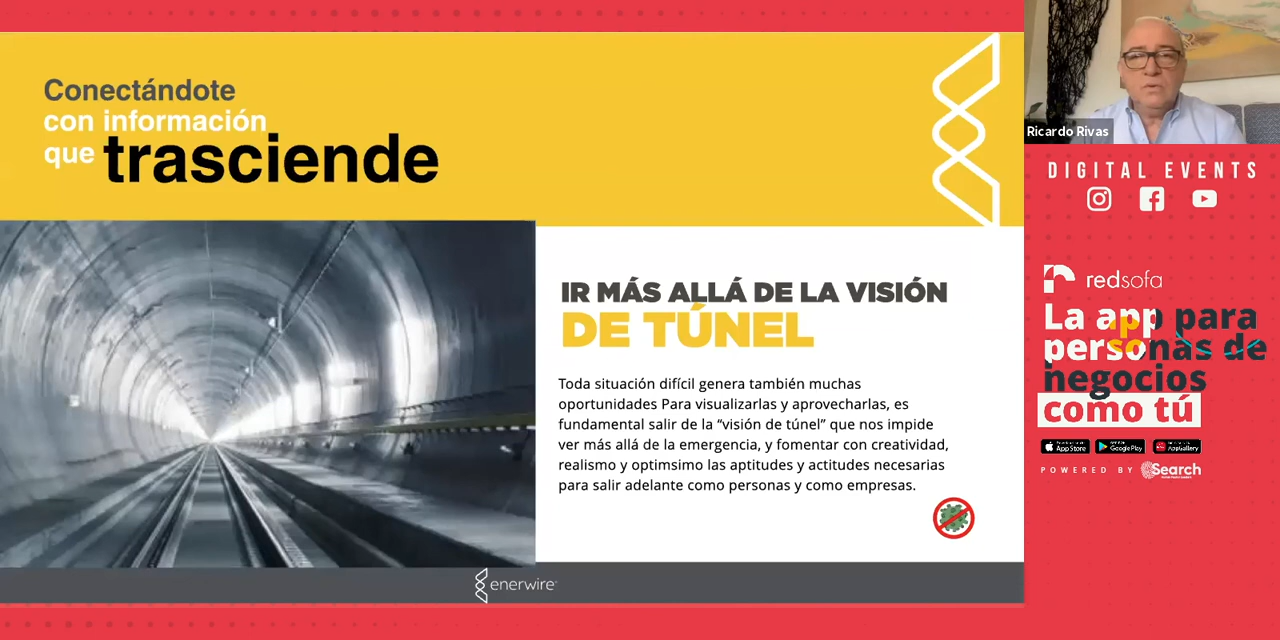 Conectándote
con información
que trasciende
IR MÁS ALLÁ DE LA VISIÓN
DE TÚNEL
Toda situación difícil genera también muchas
oportunidades Para visualizarlas y aprovecharlas, es
fundamental salir de la “visión de túnel” que nos impide
ver más allá de la emergencia, y fomentar con creatividad,
realismo y optimsimo las aptitudes y actitudes necesarias
para salir adelante como personas y como empresas.
enerwire
Ricardo Rivas
DIGITAL EVENTS
redsofa
La app para
personas de
negocios
como tú
App Store
Google Play
AppGallery
POWERED BY Search